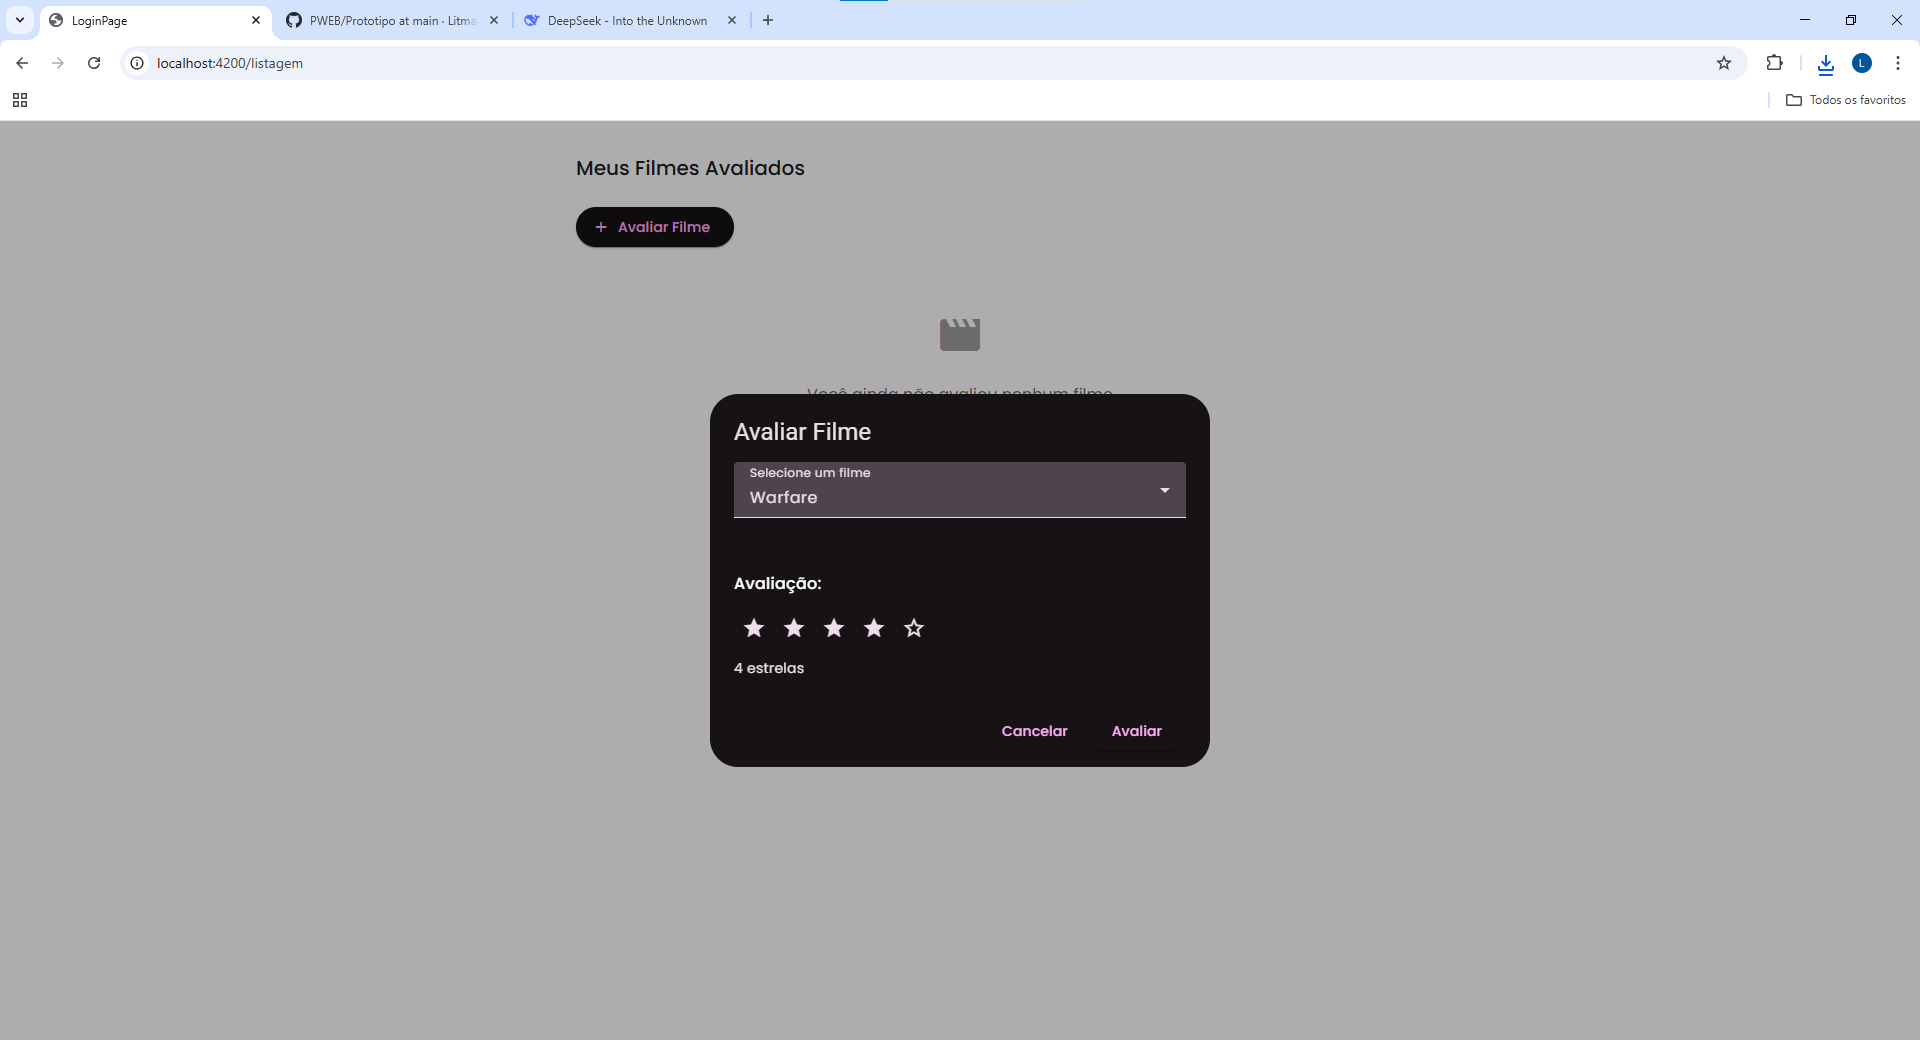 LoginPage
PWEB/Prototipo at main · Litma
DeepSeek - Into the Unknown
localhost:4200/listagem
L
Todos os favoritos
Meus Filmes Avaliados
+ Avaliar Filme
Você ainda não avaliou nenhum filme
Avaliar Filme
Selecione um filme
Warfare
Avaliação:
4 estrelas
Cancelar
Avaliar